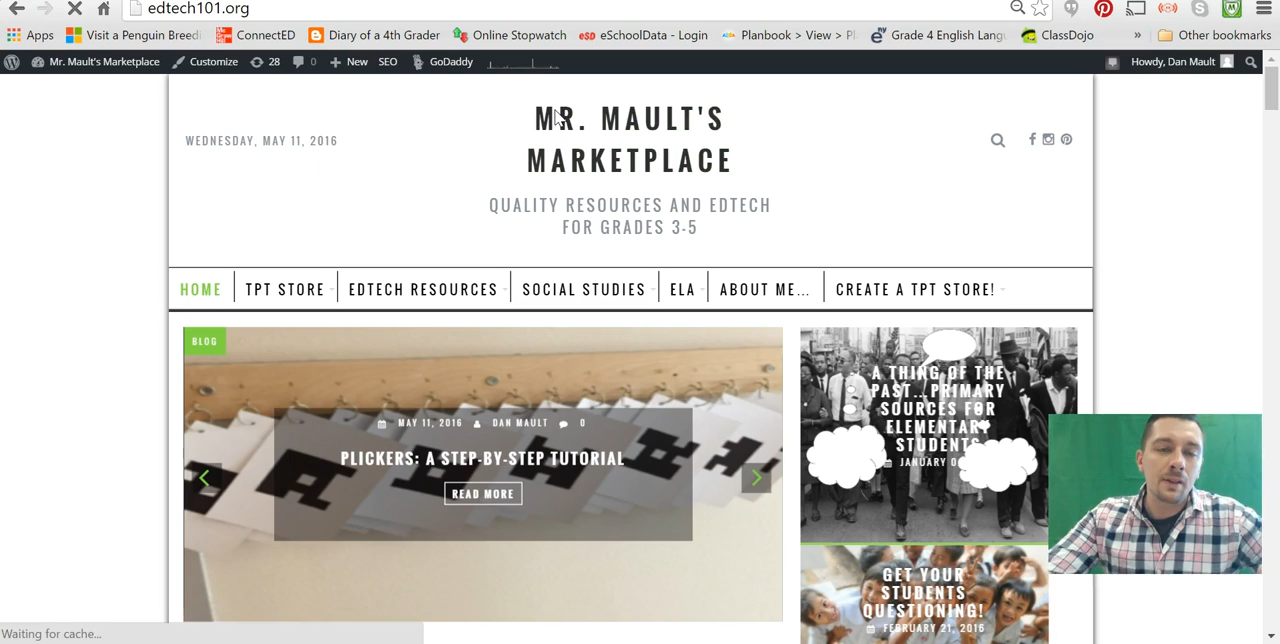 edtech101.org
Apps
Visit a Penguin Breedi
ConnectED
Diary of a 4th Grader
Online Stopwatch
eSchoolData - Login
Planbook > View > Pl
Grade 4 English Langu
ClassDojo
»
Other bookmarks
Mr. Mault's Marketplace
Customize
28
0
New
SEO
GoDaddy
Howdy, Dan Mault
WEDNESDAY, MAY 11, 2016
MR. MAULT'S
MARKETPLACE
QUALITY RESOURCES AND EDTECH
FOR GRADES 3-5
HOME
TPT STORE
EDTECH RESOURCES
SOCIAL STUDIES
ELA
ABOUT ME...
CREATE A TPT STORE!
BLOG
MAY 11, 2016 DAN MAULT 0
PLICKERS: A STEP-BY-STEP TUTORIAL
READ MORE
A THING OF THE
PAST...PRIMARY
SOURCES FOR
ELEMENTARY
STUDENTS
JANUARY
GET YOUR
STUDENTS
QUESTIONING!
FEBRUARY 21, 2016
Waiting for cache...